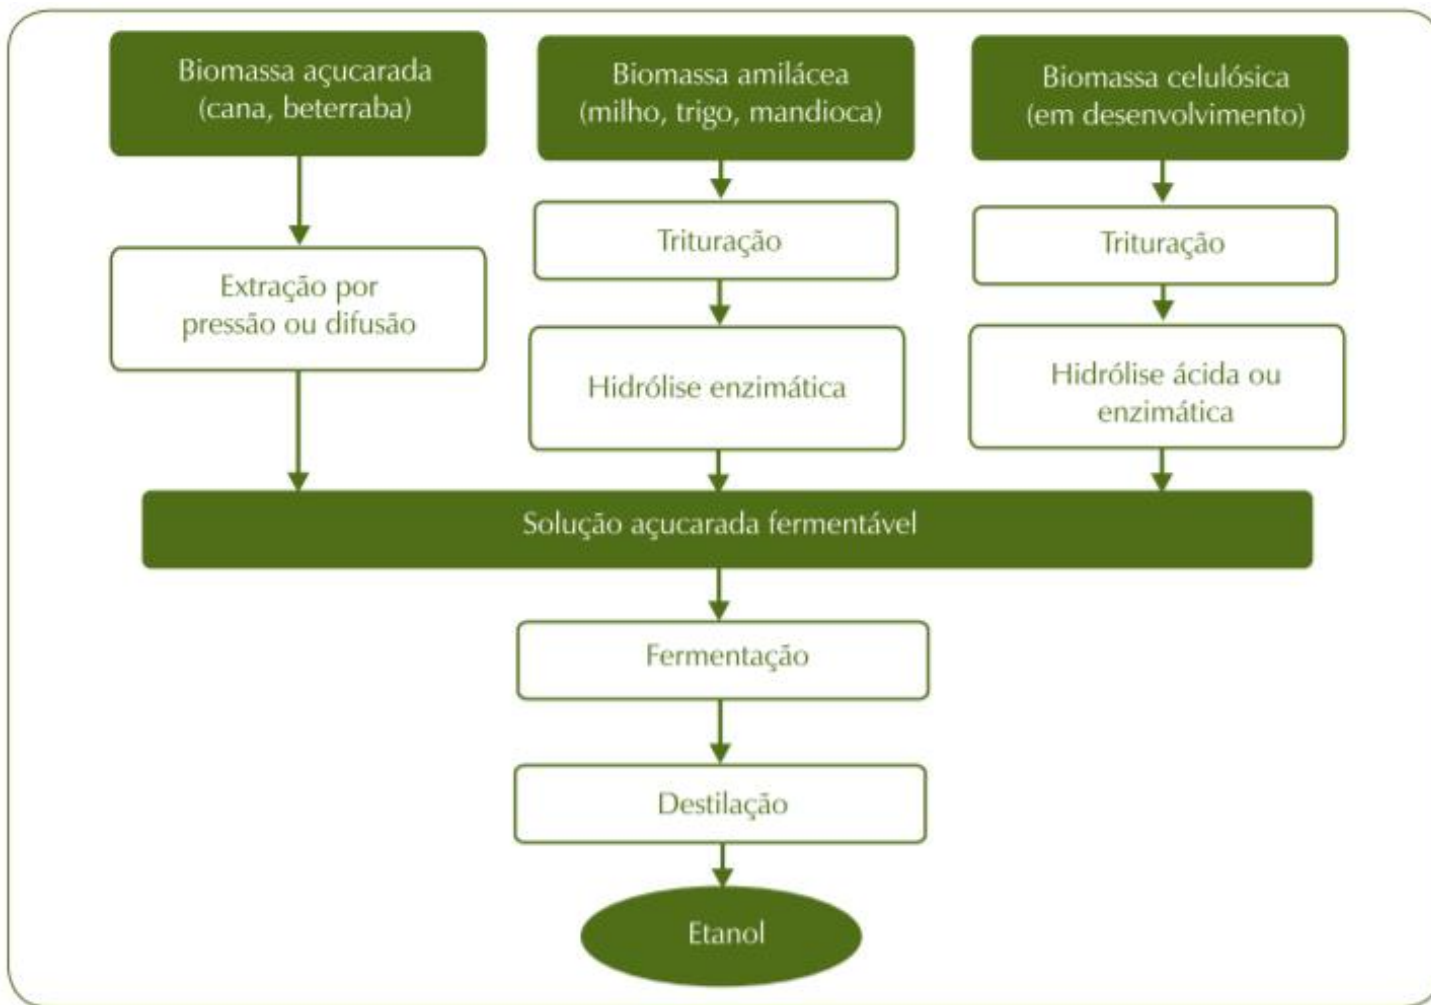 Biomassa açucarada
(cana, beterraba)
Biomassa amilácea
(milho, trigo, mandioca)
Biomassa celulósica
(em desenvolvimento)
Trituração
Trituração
Extração por
pressão ou difusão
Hidrólise enzimática
Hidrólise ácida ou
enzimática
Solução açucarada fermentável
Fermentação
Destilação
Etanol